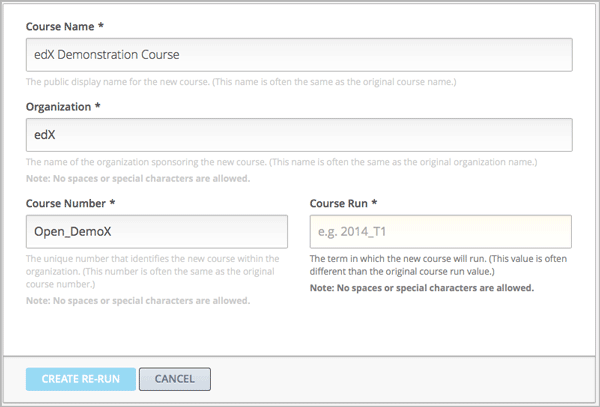 Course Name *
edX Demonstration Course
The public display name for the new course. (This name is often the same as the original course name.)
Organization *
edX
The name of the organization sponsoring the new course. (This name is often the same as the original organization name.)
Note: No spaces or special characters are allowed.
Course Number *
Open_DemoX
The unique number that identifies the new course within the
organization. (This number is often the same as the original
course number.)
Note: No spaces or special characters are allowed.
Course Run *
e.g. 2014_T1
The term in which the new course will run. (This value is often
different than the original course run value.)
Note: No spaces or special characters are allowed.
CREATE RE-RUN
CANCEL